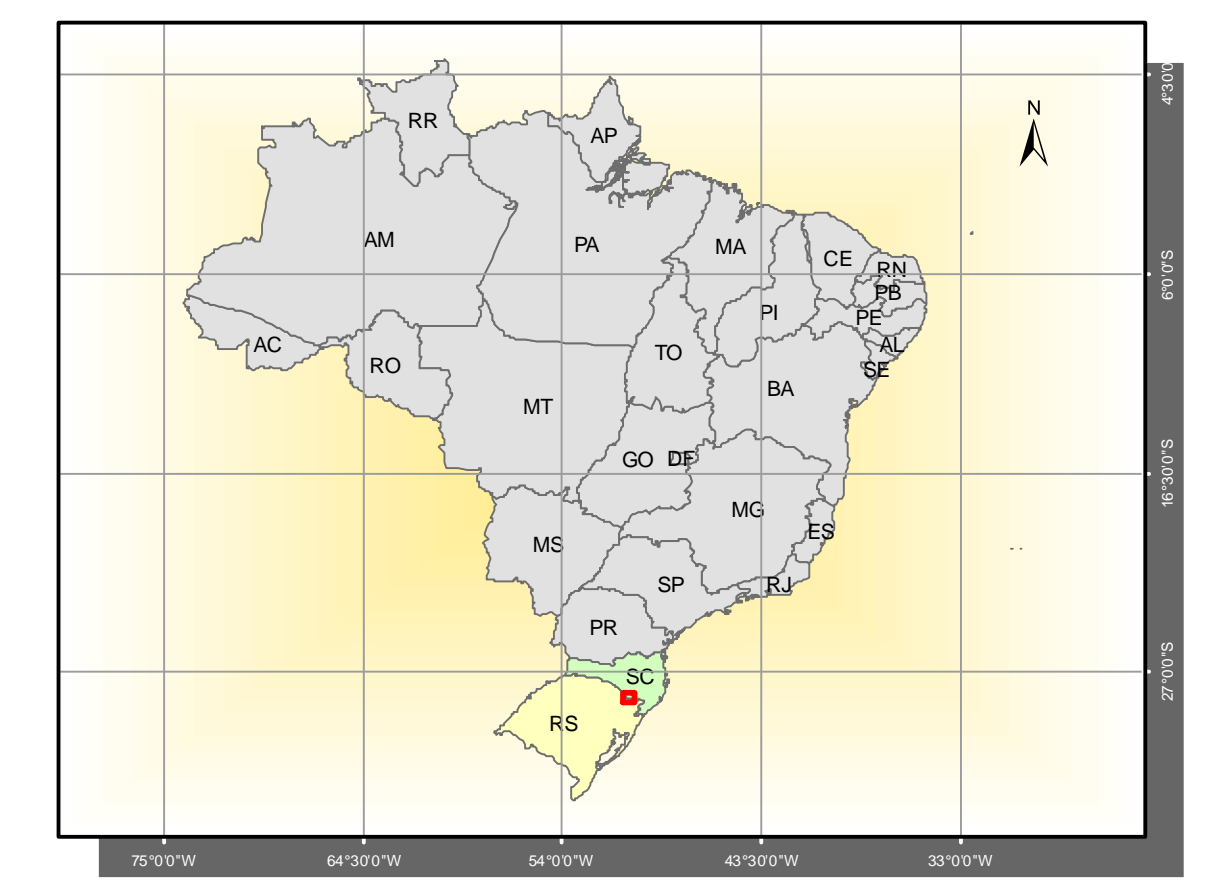 N
4°30'0
RR
AP
AM
PA
MA
CE
RN
PB
6°0'0"S
PI
PE
AC
TO
AL
RO
SE
BA
MT
GO
DF
16°30'0"S
MG
ES
MS
SP
RJ
PR
SC
27°0'0"S
RS
75°0'0"W
64°30'0"W
54°0'0"W
43°30'0"W
33°0'0"W